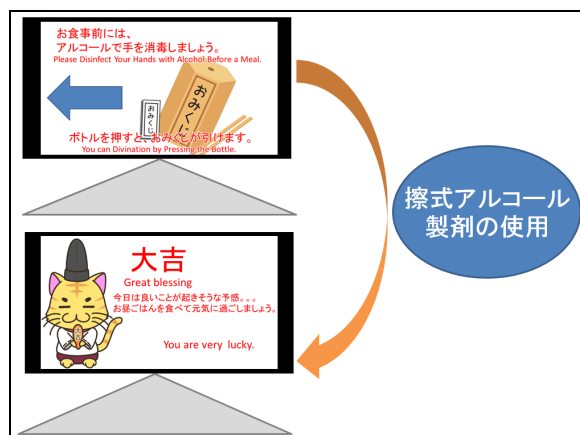 お食事前には、
アルコールで手を消毒しましょう。
Please Disinfect Your Hands with Alcohol Before a Meal.
おみくじ
おみくじ
ボトルを押すと、おみくじが引けます。
You can Divination by Pressing the Bottle.
擦式アルコール
製剤の使用
大吉
Great blessing
今日は良いことが起きそうな予感。。。
お昼ごはんを食べて元気に過ごしましょう。
You are very lucky.